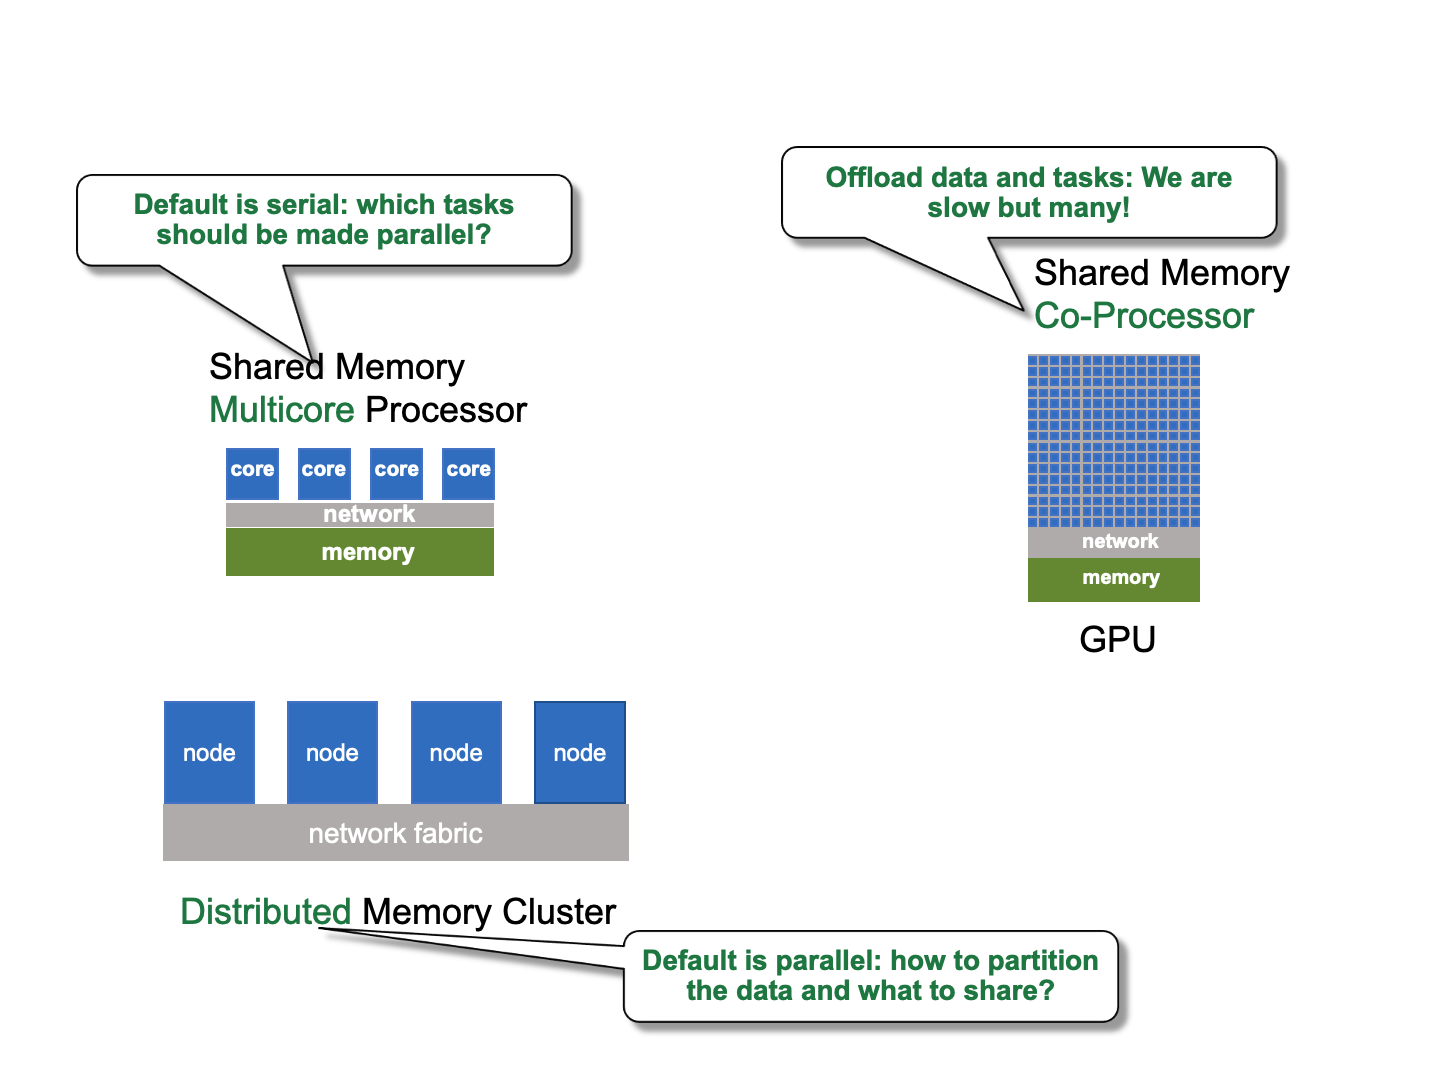 Default is serial: which tasks
should be made parallel?
Shared Memory
Multicore Processor
core core core core
network
memory
Offload data and tasks: We are
slow but many!
Shared Memory
Co-Processor
network
memory
GPU
node node node node
network fabric
Distributed Memory Cluster
Default is parallel: how to partition
the data and what to share?